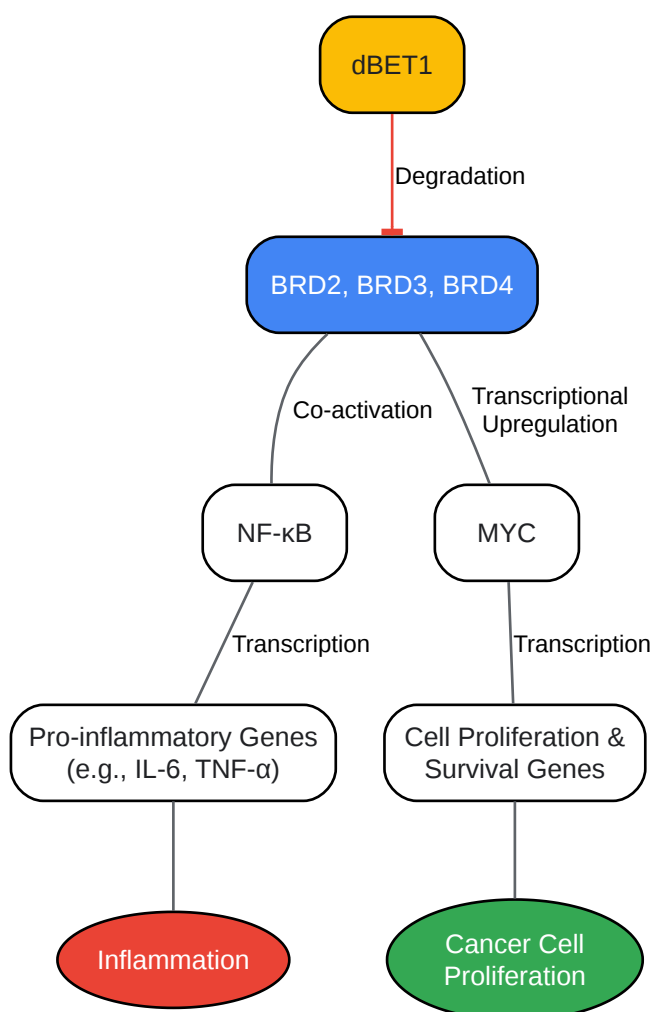 dBET1
Degradation
BRD2, BRD3, BRD4
Co-activation
Transcriptional
Upregulation
NF-κB
MYC
Transcription
Transcription
Pro-inflammatory Genes
(e.g., IL-6, TNF-α)
Cell Proliferation &
Survival Genes
Inflammation
Cancer Cell
Proliferation